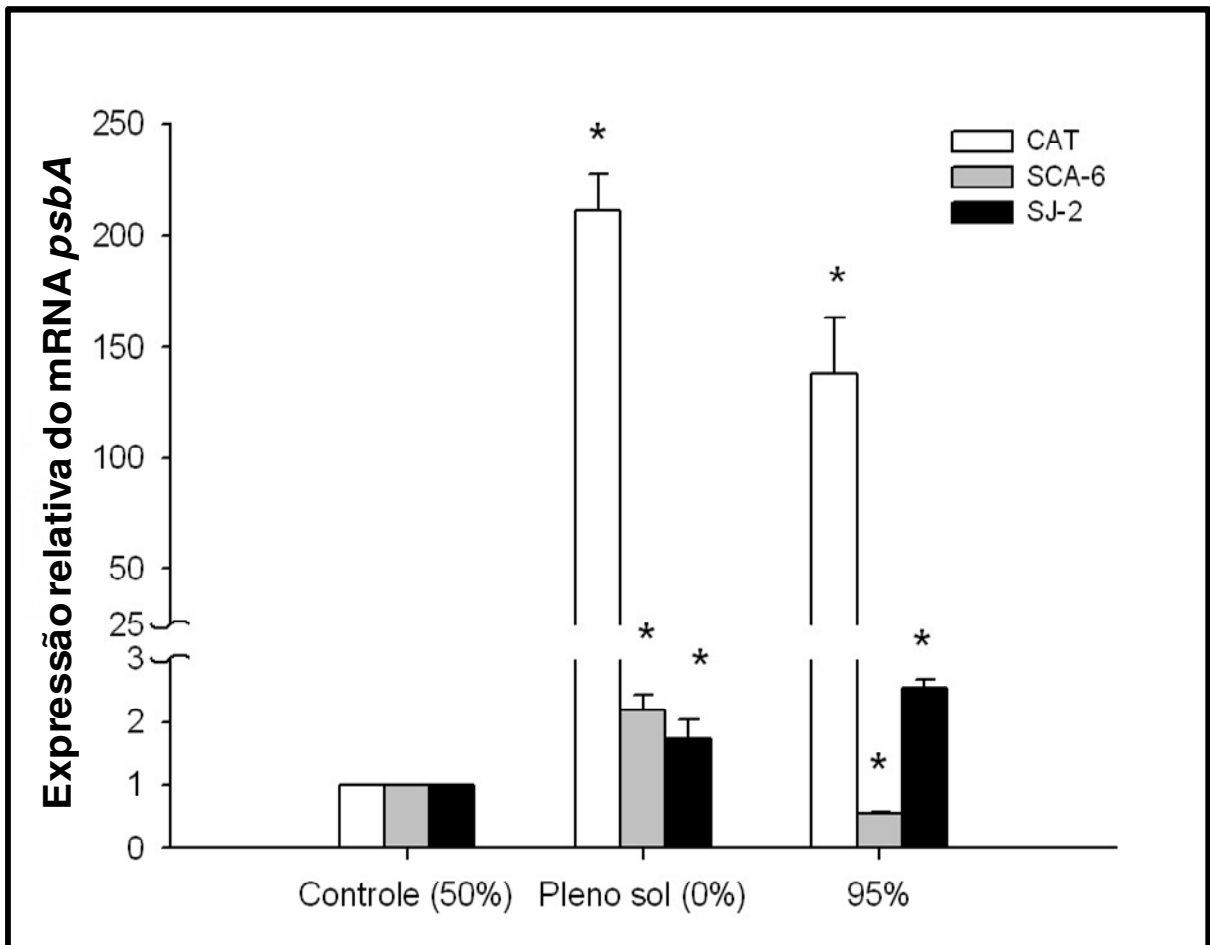 Expressão relativa do mRNA psbA
250
200
150
100
50
25
3
2
1
0
*
*
*
*
*
*
CAT
SCA-6
SJ-2
Controle (50%)
Pleno sol (0%)
95%